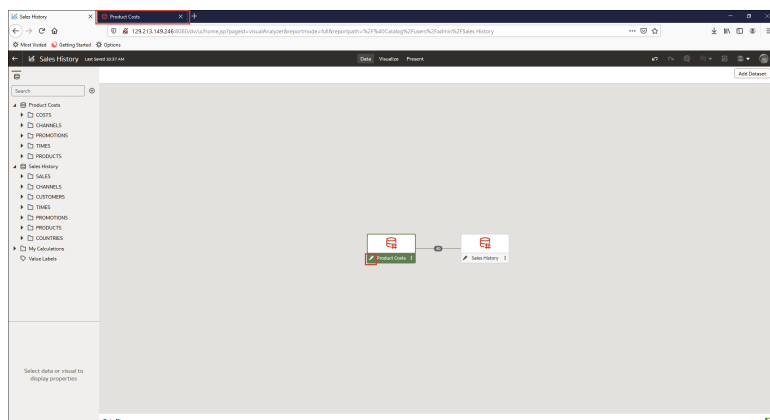 Sales History
Product Costs
129.213.149.246:8080/dv/ui/home.jsp?pageid=visualAnalyzer&reportmode=full&reportpath=%2F%40Catalog%2Fusers%2Fadmin%2FSales History
Most Visited Getting Started Options
Sales History Last Saved 10:37 AM
Data Visualize Present
Add Dataset
Search
Product Costs
COSTS
CHANNELS
PROMOTIONS
TIMES
PRODUCTS
Sales History
SALES
CHANNELS
CUSTOMERS
TIMES
PROMOTIONS
PRODUCTS
COUNTRIES
My Calculations
Value Labels
Product Costs
Sales History
Select data or visual to
display properties